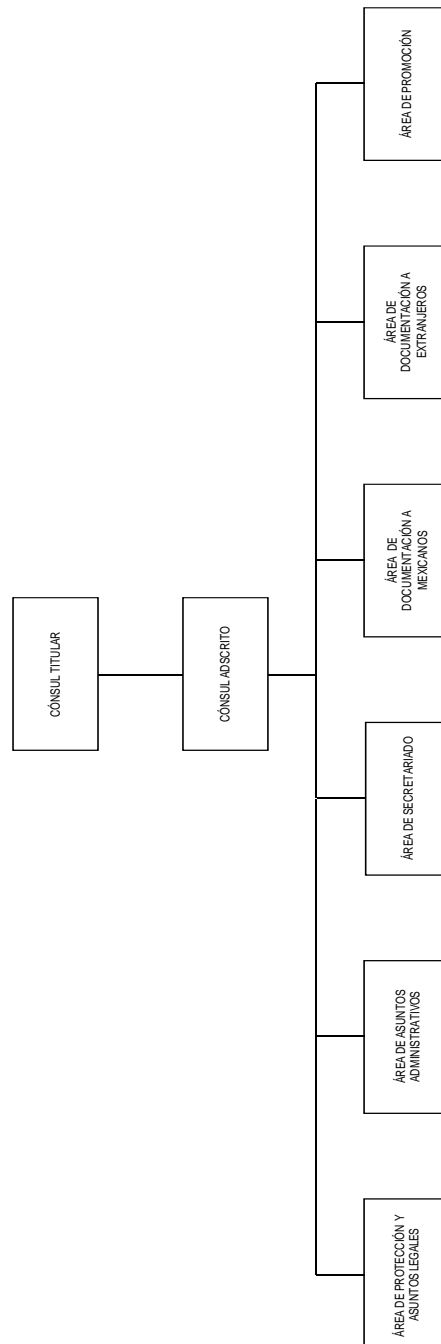 CÓNSUL TITULAR
CÓNSUL ADSCRITO
ÁREA DE PROTECCIÓN Y
ASUNTOS LEGALES
ÁREA DE ASUNTOS
ADMINISTRATIVOS
ÁREA DE SECRETARIADO
ÁREA DE
DOCUMENTACIÓN A
MEXICANOS
ÁREA DE
DOCUMENTACIÓN A
EXTRANJEROS
ÁREA DE PROMOCIÓN